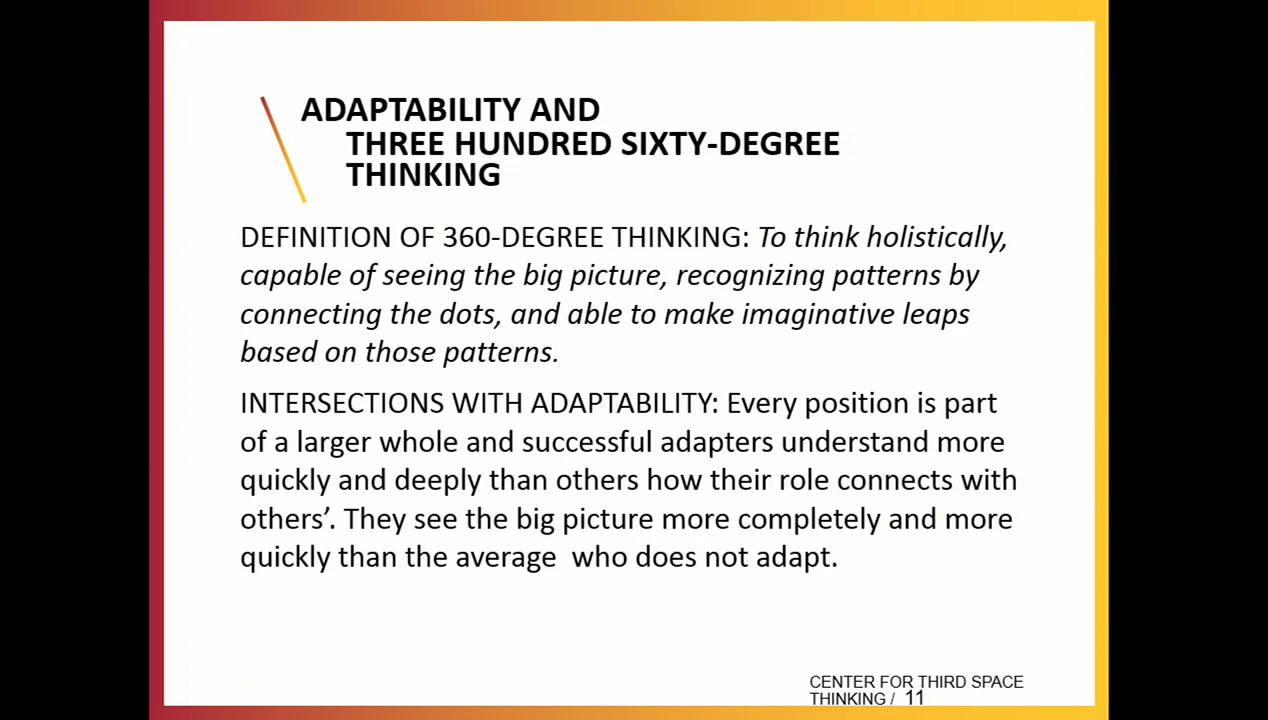 ADAPTABILITY AND
THREE HUNDRED SIXTY-DEGREE
THINKING
DEFINITION OF 360-DEGREE THINKING: To think holistically,
capable of seeing the big picture, recognizing patterns by
connecting the dots, and able to make imaginative leaps
based on those patterns.
INTERSECTIONS WITH ADAPTABILITY: Every position is part
of a larger whole and successful adapters understand more
quickly and deeply than others how their role connects with
others’. They see the big picture more completely and more
quickly than the average  who does not adapt.
CENTER FOR THIRD SPACE
THINKING / 11